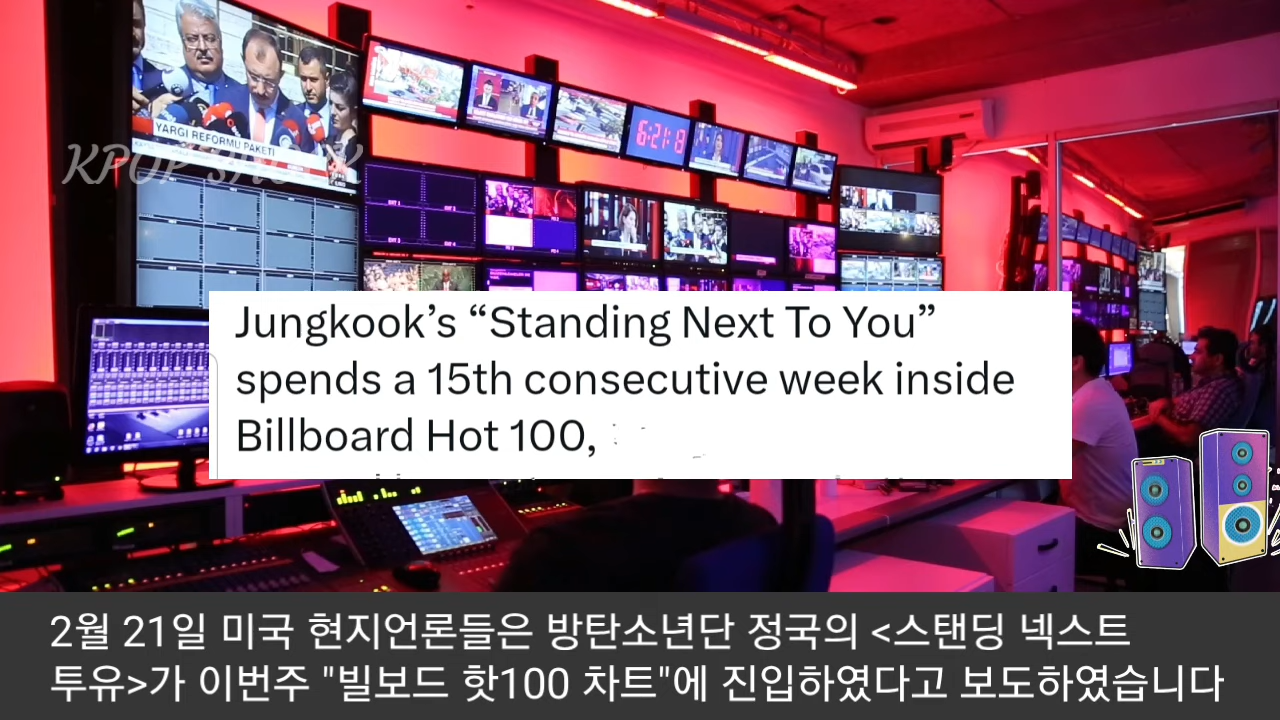 YARGI REFORMU PAKETİ
KPOP
6:21:8
Jungkook’s “Standing Next To You”
spends a 15th consecutive week inside
Billboard Hot 100,
2월 21일 미국 현지언론들은 방탄소년단 정국의 <스탠딩 넥스트
투유>가 이번주 "빌보드 핫100 차트"에 진입하였다고 보도하였습니다